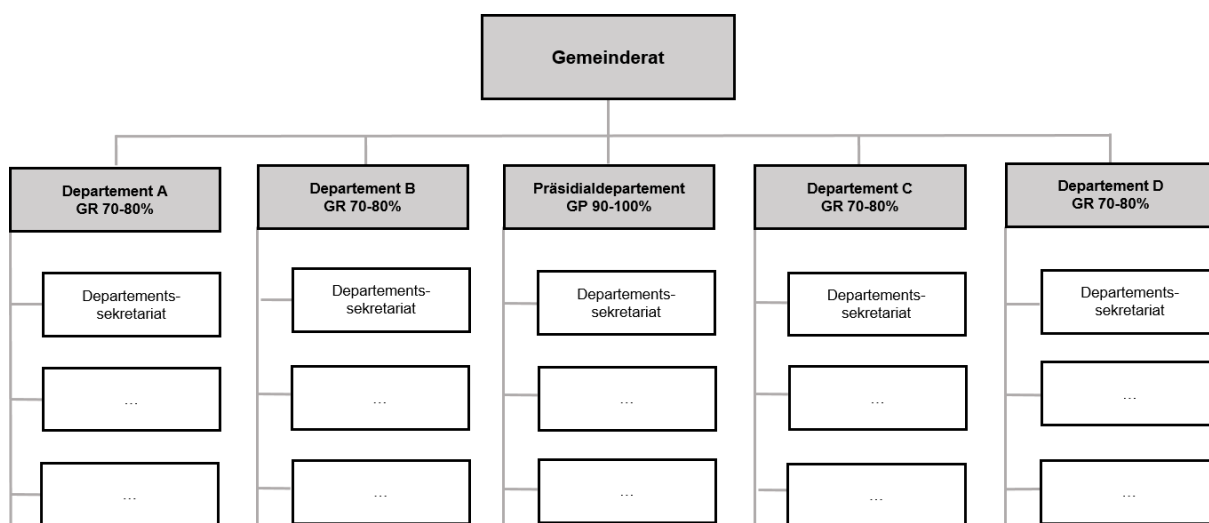 Gemeinderat
Departement A
GR 70-80%
Departement B
GR 70-80%
Präsidialdepartement
GP 90-100%
Departement C
GR 70-80%
Departement D
GR 70-80%
Departements-
sekretariat
Departements-
sekretariat
Departements-
sekretariat
Departements-
sekretariat
Departements-
sekretariat
...
...
...
...
...
...
...
...
...
...